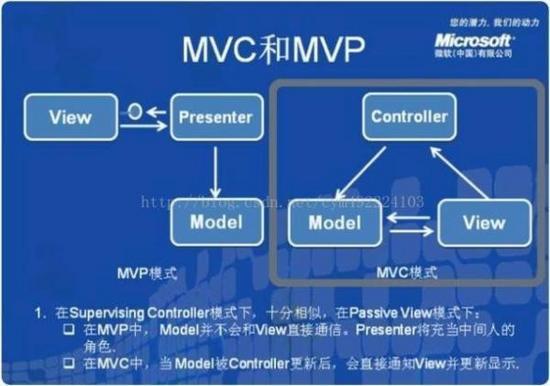 您的潜力，我们的动力
Microsoft
微软(中国)有限公司
MVC和MVP
View
Presenter
Model
MVP模式
Controller
Model
View
MVC模式
http://blog.csdn.net/cym492224103
1. 在Supervising Controller模式下，十分相似，在Passive View模式下：
在MVP中，Model并不会和View直接通信。Presenter将充当中间人的
角色.
在MVC中，当Model被Controller更新后，会直接通知View并更新显示.